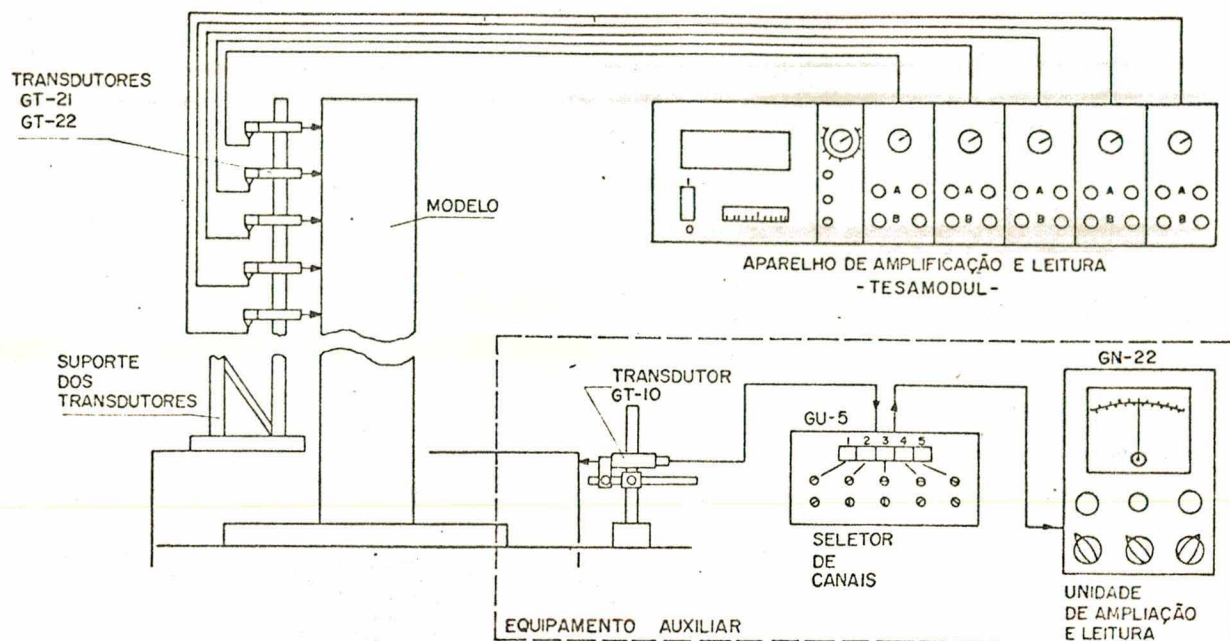 TRANSDUTORES
GT-21
GT-22
MODELO
I
O
A
B
A
B
A
B
A
B
A
B
APARELHO DE AMPLIFICAÇÃO E LEITURA
-TESAMODUL-
SUPORTE
DOS
TRANSDUTORES
TRANSDUTOR
GT-10
GU-5
1 2 3 4 5
SELETOR
DE
CANAIS
GN-22
UNIDADE
DE AMPLIAÇÃO
E LEITURA
EQUIPAMENTO AUXILIAR